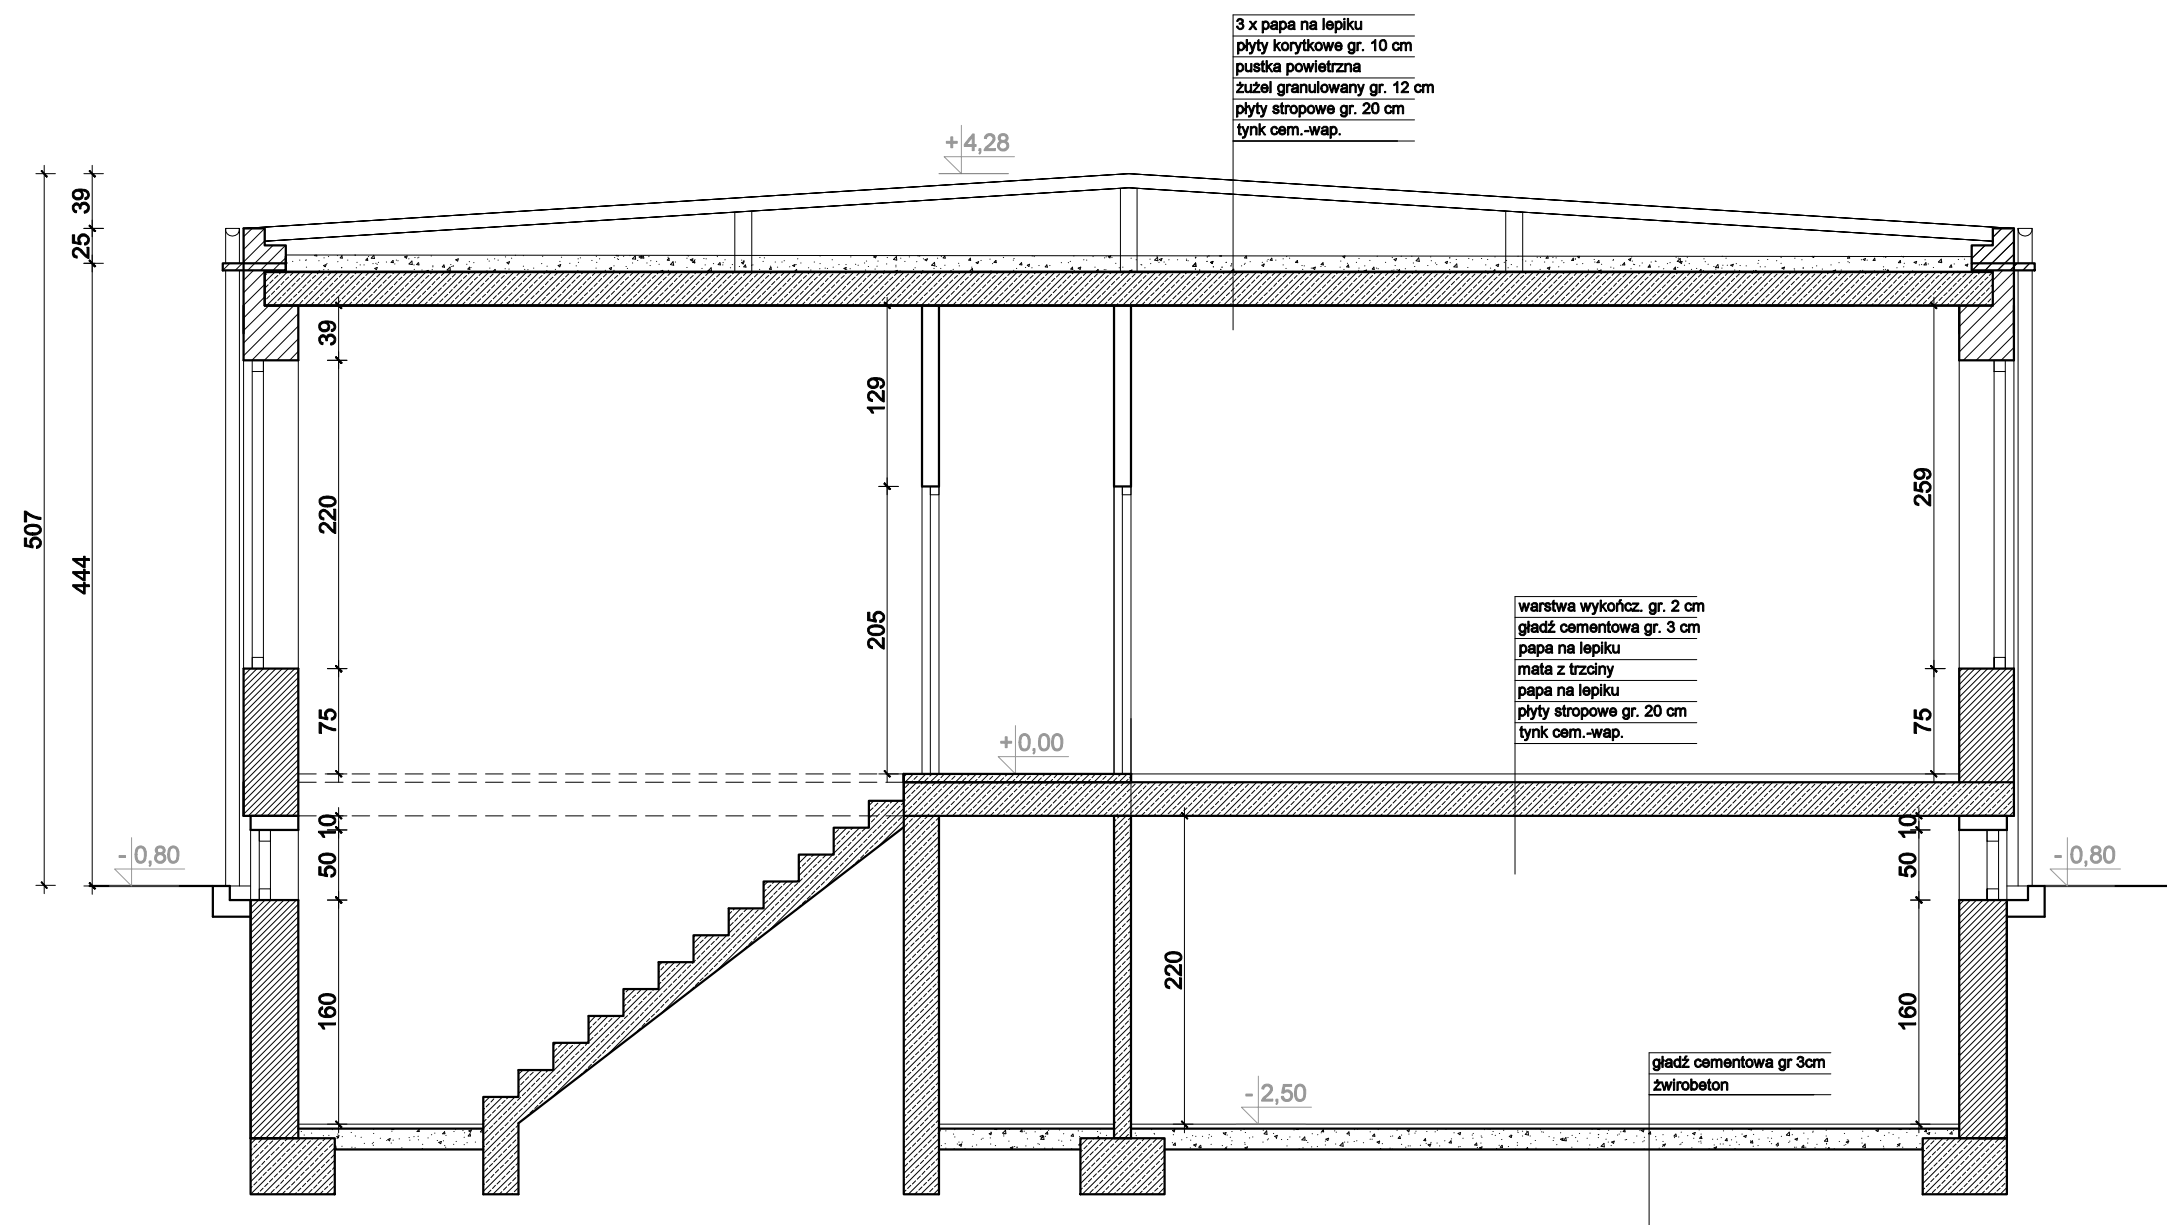 3 x papa na lepiku
płyty korytkowe gr. 10 cm
pustka powietrzna
żużel granulowany gr. 12 cm
płyty stropowe gr. 20 cm
tynk cem.-wap.
+4,28
39
25
39
129
220
259
507
444
205
warstwa wykończ. gr. 2 cm
gładź cementowa gr. 3 cm
papa na lepiku
mata z trzciny
papa na lepiku
płyty stropowe gr. 20 cm
tynk cem.-wap.
75
75
+0,00
10
10
- 0,80
50
50
- 0,80
220
160
160
gładź cementowa gr 3cm
żwirobeton
- 2,50